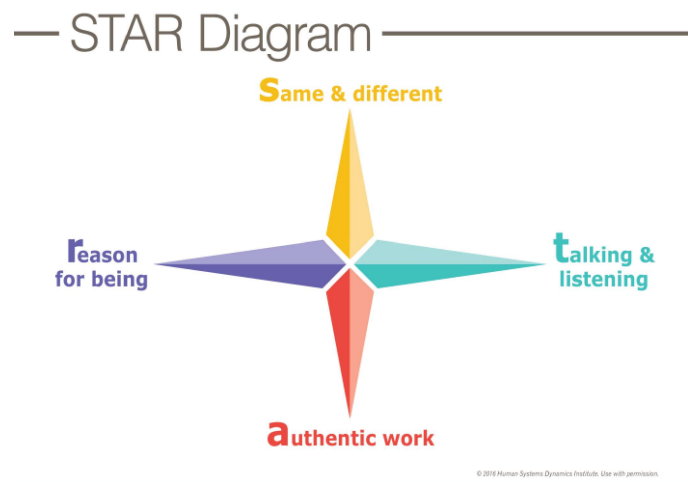 STAR Diagram
Same & different
reason
for being
talking &
listening
authentic work
© 2016 Human Systems Dynamics Institute. Use with permission.